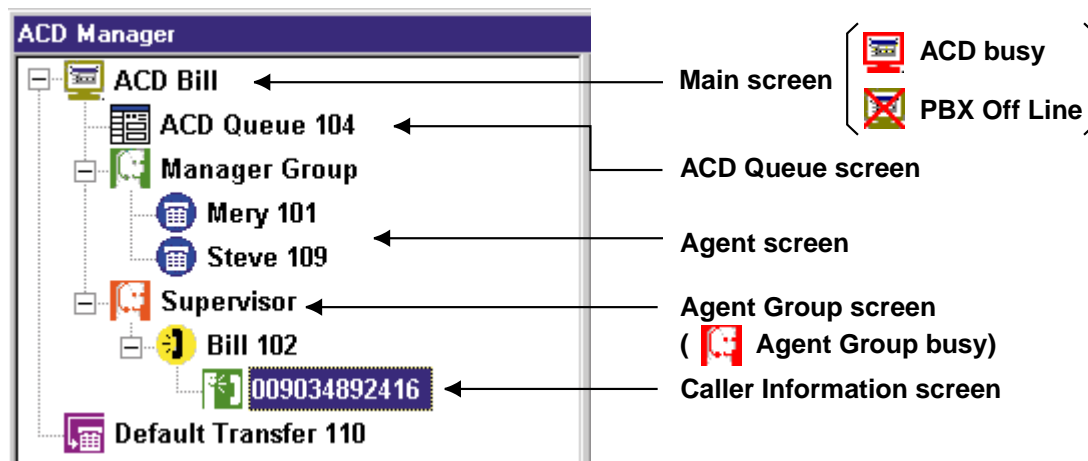 ACD Manager
ACD Bill
ACD Queue 104
Manager Group
Mery 101
Steve 109
Supervisor
Bill 102
009034892416
Default Transfer 110
Main screen
ACD busy
PBX Off Line
ACD Queue screen
Agent screen
Agent Group screen
( Agent Group busy)
Caller Information screen